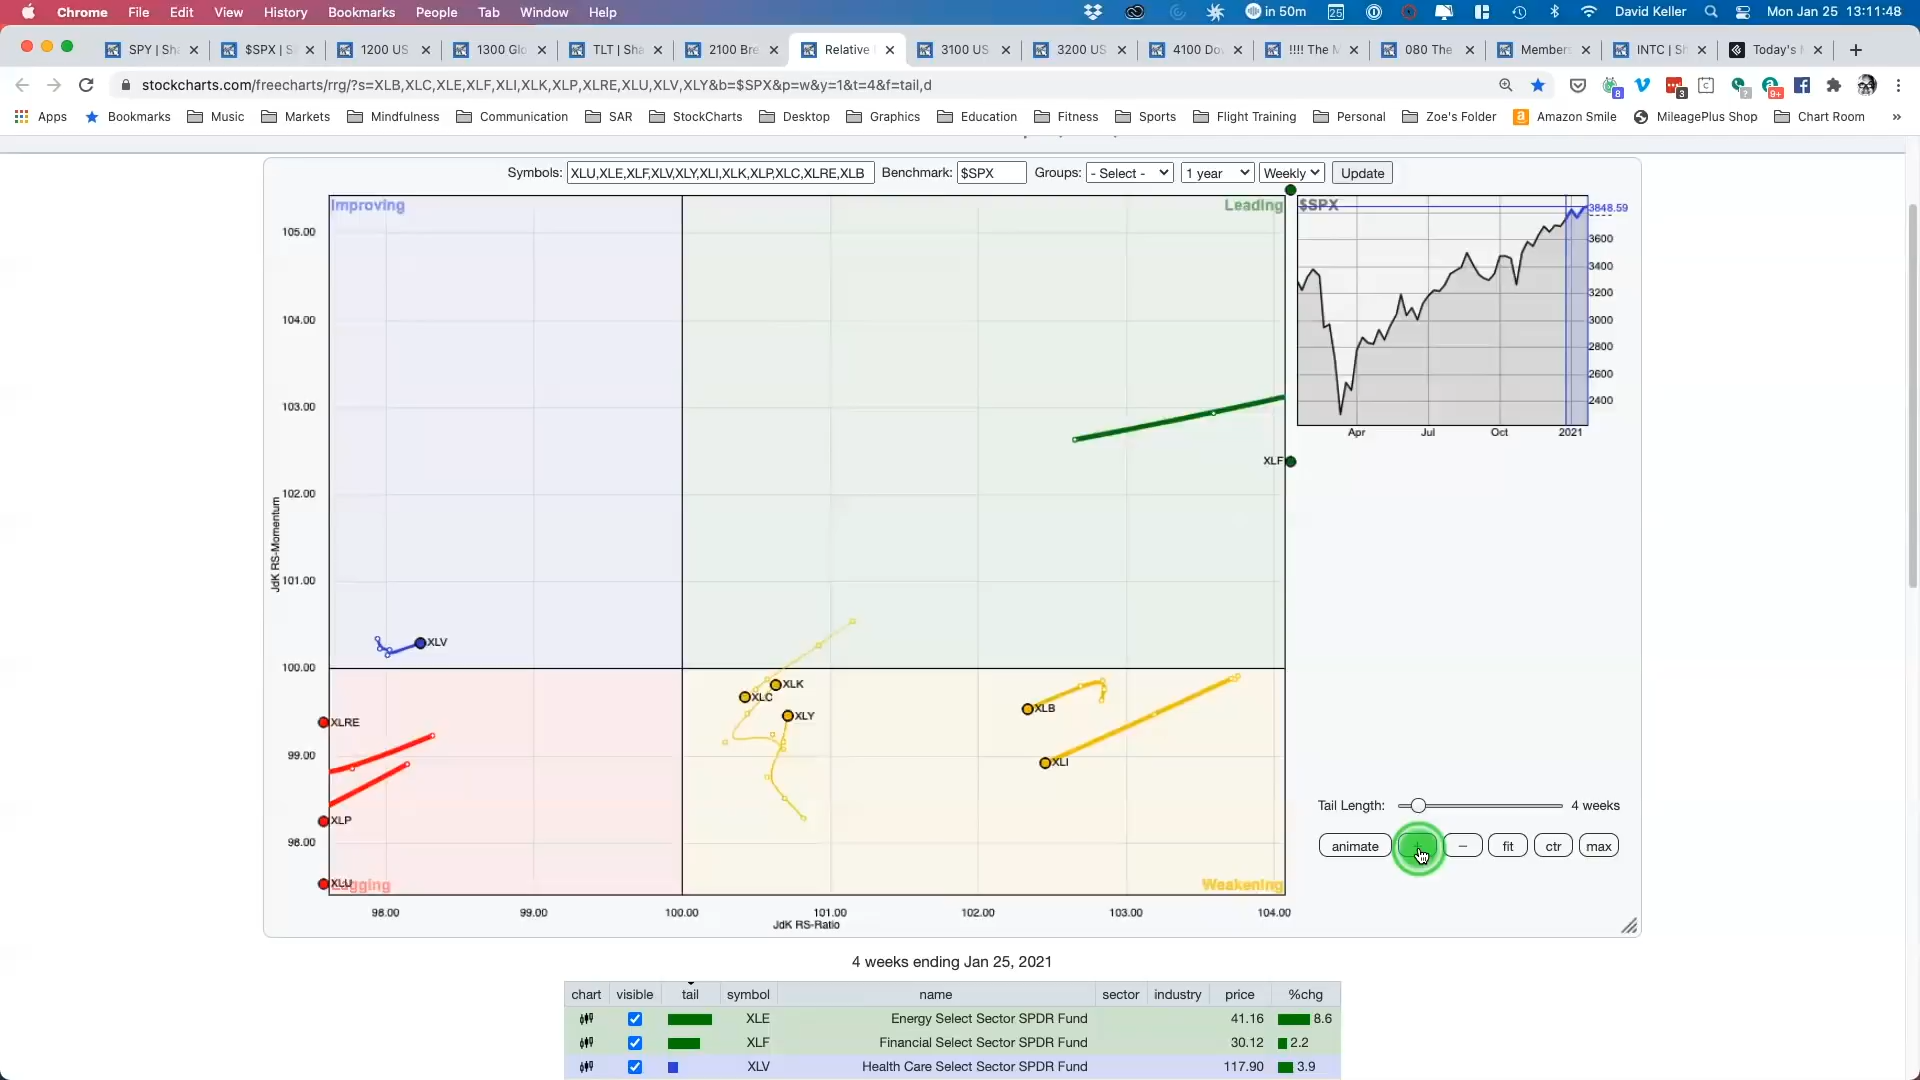 Chrome File Edit View History Bookmarks People Tab Window Help in 50m 25 David Keller Mon Jan 25 13:11:48
SPY | Sha $SPX | S 1200 US 1300 Glo TLT | Sha 2100 Bre Relative 3100 US 3200 US 4100 Do !!!! The M 080 The Members INTC | S Today's
stockcharts.com/freecharts/rrg/?s=XLB,XLC,XLE,XLF,XLI,XLK,XLP,XLRE,XLU,XLV,XLY&b=$SPX&p=w&y=1&t=4&f=tail,d 8 3 ? 9+
Apps Bookmarks Music Markets Mindfulness Communication SAR StockCharts Desktop Graphics Education Fitness Sports Flight Training Personal Zoe's Folder Amazon Smile MileagePlus Shop Chart Room »
Symbols: XLU,XLE,XLF,XLV,XLY,XLI,XLK,XLP,XLC,XLRE,XLB Benchmark: $SPX Groups: - Select - 1 year Weekly Update
Improving Leading
$SPX
3848.59
3600
3400
3200
3000
2800
2600
2400
Apr Jul Oct 2021
105.00
104.00
103.00
102.00
101.00
100.00
99.00
98.00
JdK RS-Momentum
XLF
XLV
XLK
XLC
XLY
XLB
XLRE
XLI
XLP
XLU
Lagging Weakening
98.00 99.00 100.00 101.00 102.00 103.00 104.00
JdK RS-Ratio
Tail Length: 4 weeks
animate + − fit ctr max
4 weeks ending Jan 25, 2021
chart visible tail symbol name sector industry price %chg
XLE Energy Select Sector SPDR Fund 41.16 8.6
XLF Financial Select Sector SPDR Fund 30.12 2.2
XLV Health Care Select Sector SPDR Fund 117.90 3.9